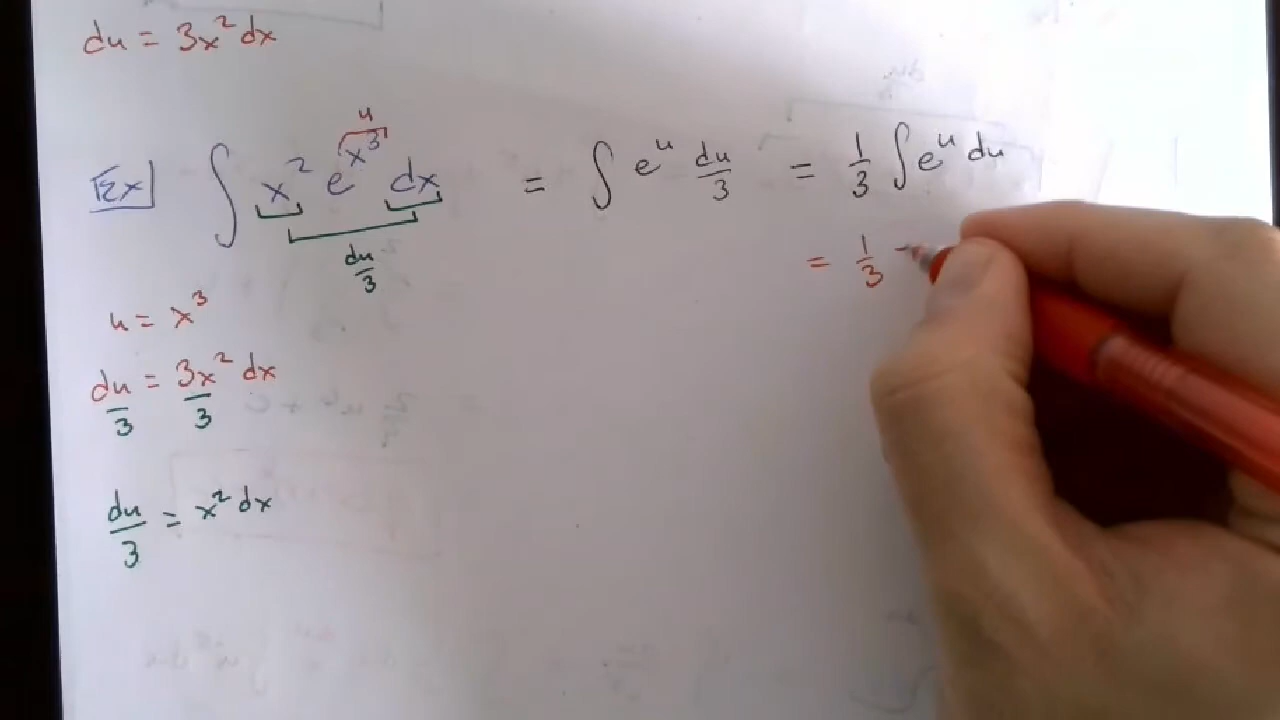 du = 3x² dx
Ex ∫ x² e^{x³} dx = ∫ e^u du/3 = 1/3 ∫ e^u du
u
du/3
= 1/3
u = x³
du/3 = 3x²/3 dx
du/3 = x² dx